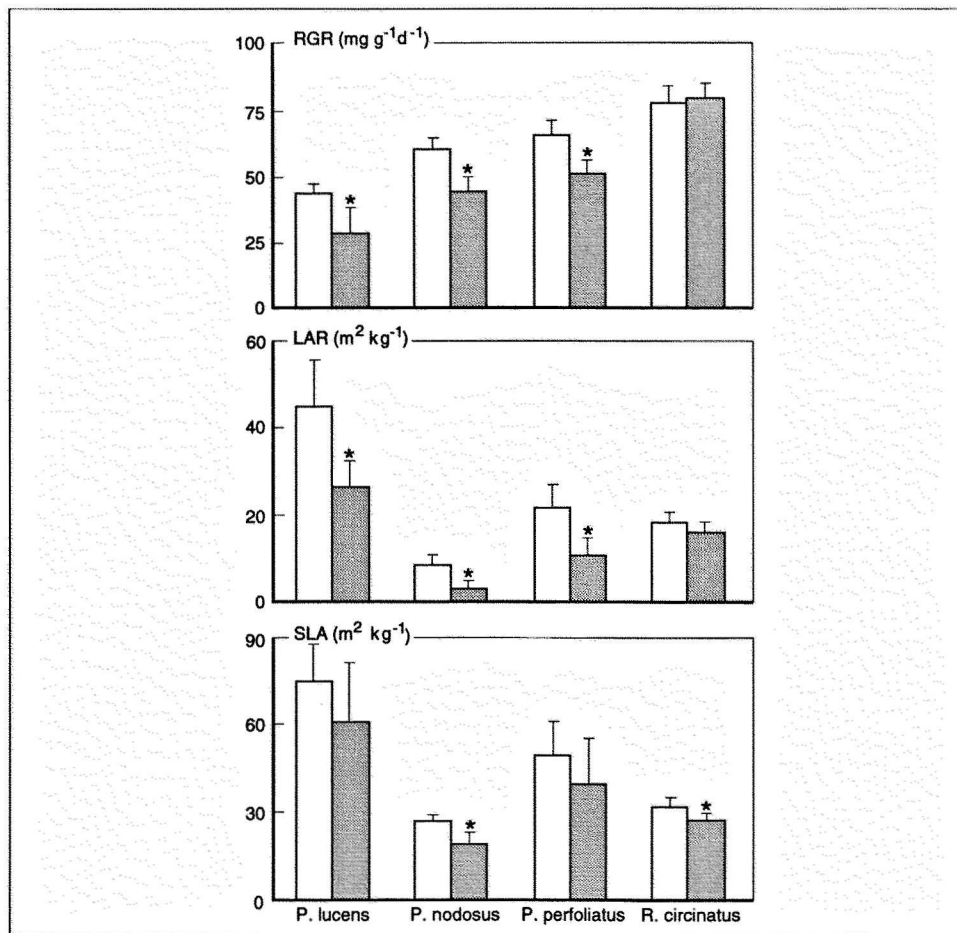 RGR (mg g⁻¹d⁻¹)
100
75
50
25
0
* * *
LAR (m² kg⁻¹)
60
40
20
0
* * *
SLA (m² kg⁻¹)
90
60
30
0
* *
P. lucens P. nodosus P. perfoliatus R. circinatus